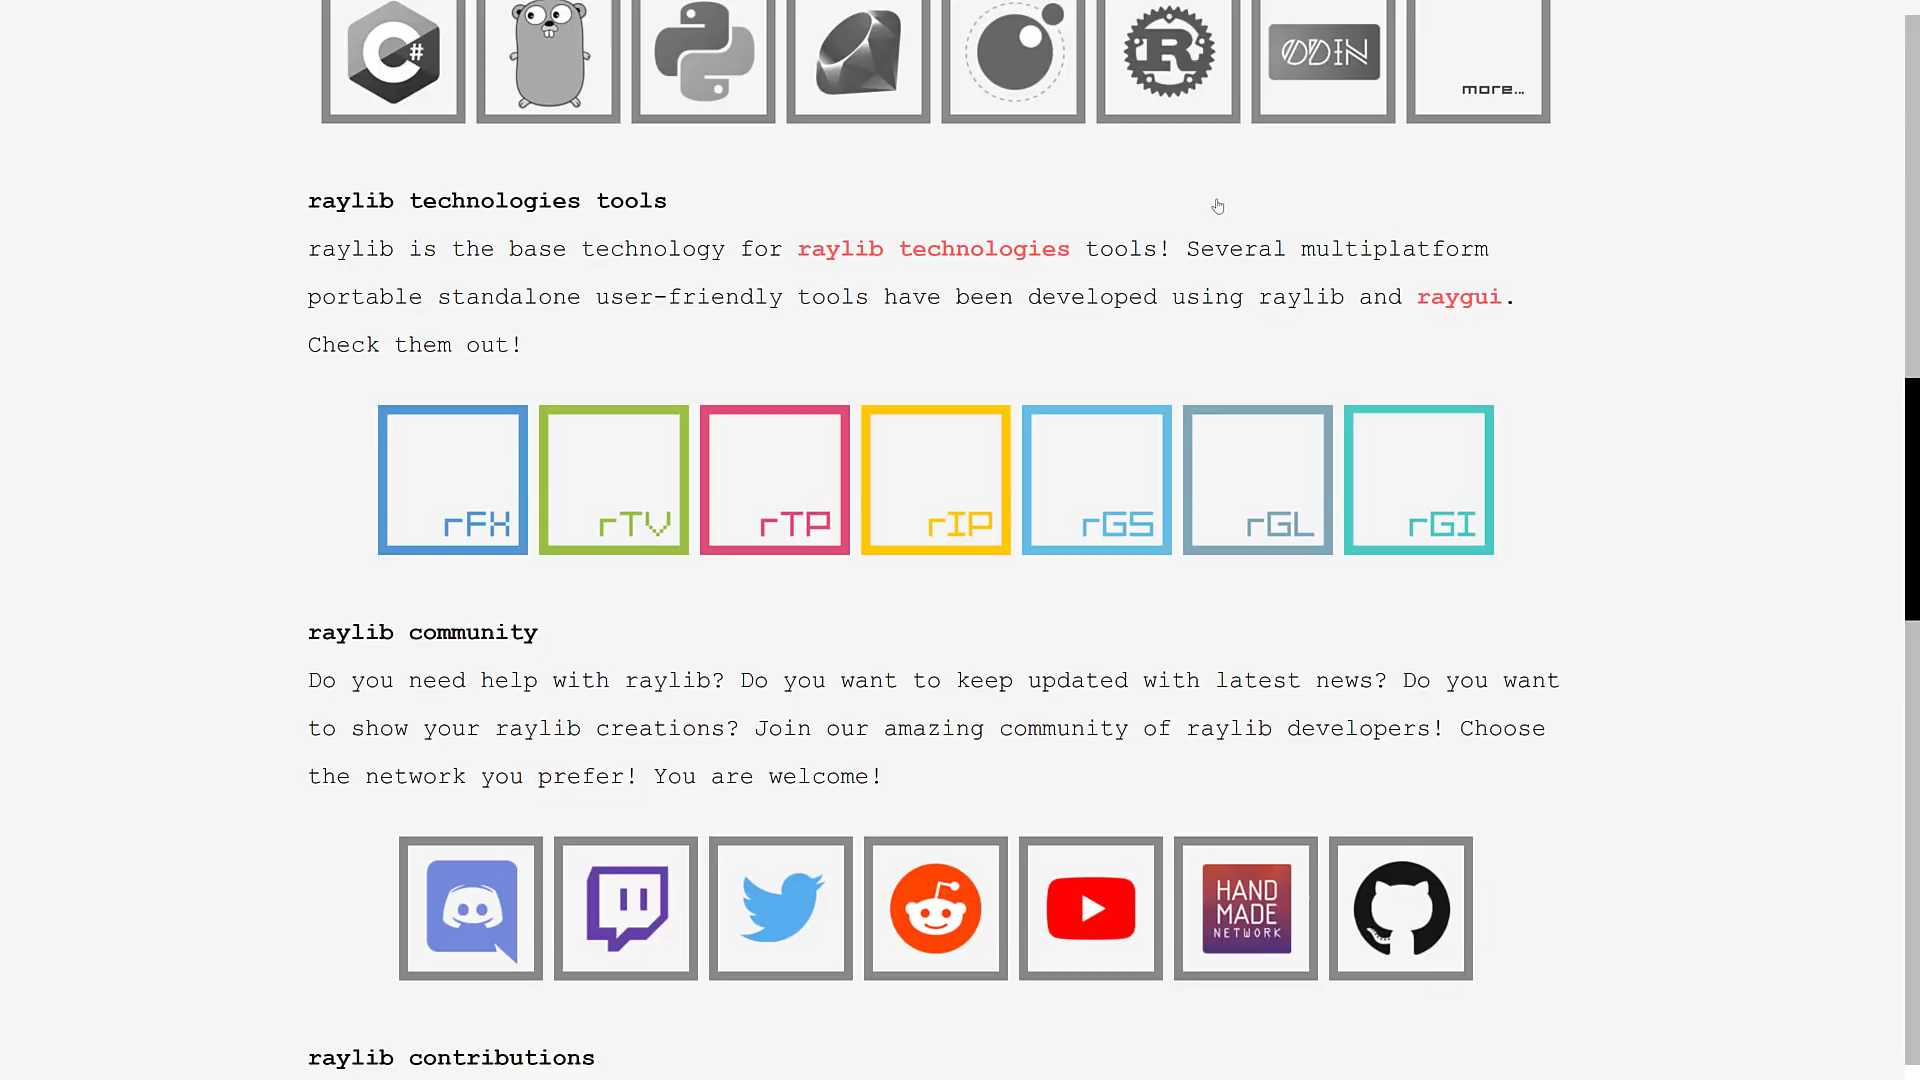 C#
R
ODIN
more...
raylib technologies tools
raylib is the base technology for raylib technologies tools! Several multiplatform
portable standalone user-friendly tools have been developed using raylib and raygui.
Check them out!
rFX rTV rTP rIP rGS rGL rGI
raylib community
Do you need help with raylib? Do you want to keep updated with latest news? Do you want
to show your raylib creations? Join our amazing community of raylib developers! Choose
the network you prefer! You are welcome!
HAND
MADE
NETWORK
raylib contributions